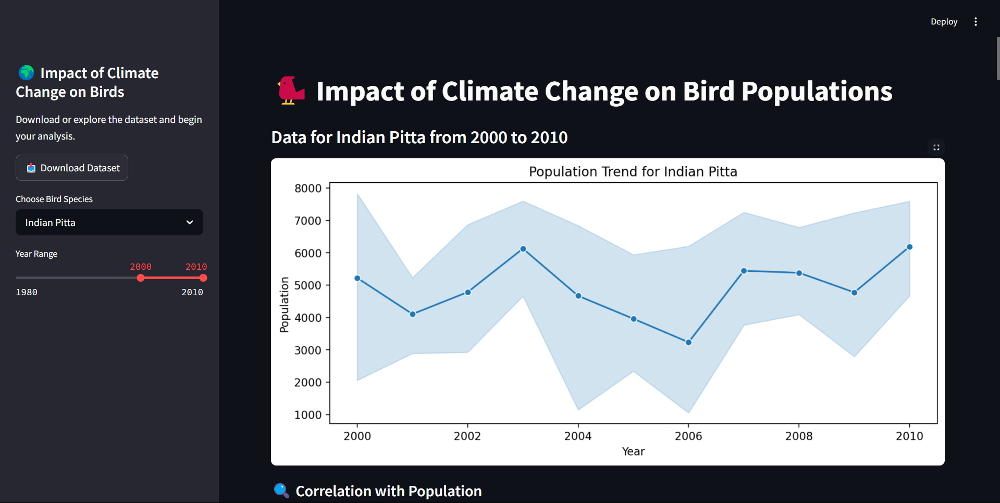 Deploy
Impact of Climate
Change on Birds
Download or explore the dataset and begin
your analysis.
Download Dataset
Choose Bird Species
Indian Pitta
Year Range
2000 2010
1980 2010
Impact of Climate Change on Bird Populations
Data for Indian Pitta from 2000 to 2010
Population Trend for Indian Pitta
8000
7000
6000
5000
4000
3000
2000
1000
Population
2000 2002 2004 2006 2008 2010
Year
Correlation with Population